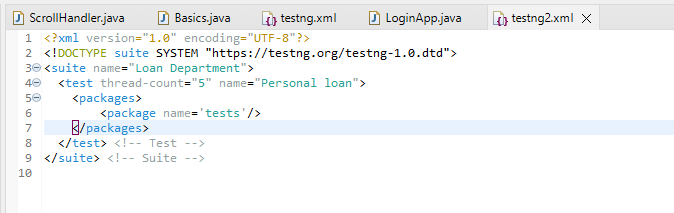 ScrollHandler.java Basics.java testng.xml LoginApp.java testng2.xml
1 <?xml version="1.0" encoding="UTF-8"?>
2 <!DOCTYPE suite SYSTEM "https://testng.org/testng-1.0.dtd">
3 <suite name="Loan Department">
4 <test thread-count="5" name="Personal loan">
5 <packages>
6 <package name='tests'/>
7 </packages>
8 </test> <!-- Test -->
9 </suite> <!-- Suite -->
10